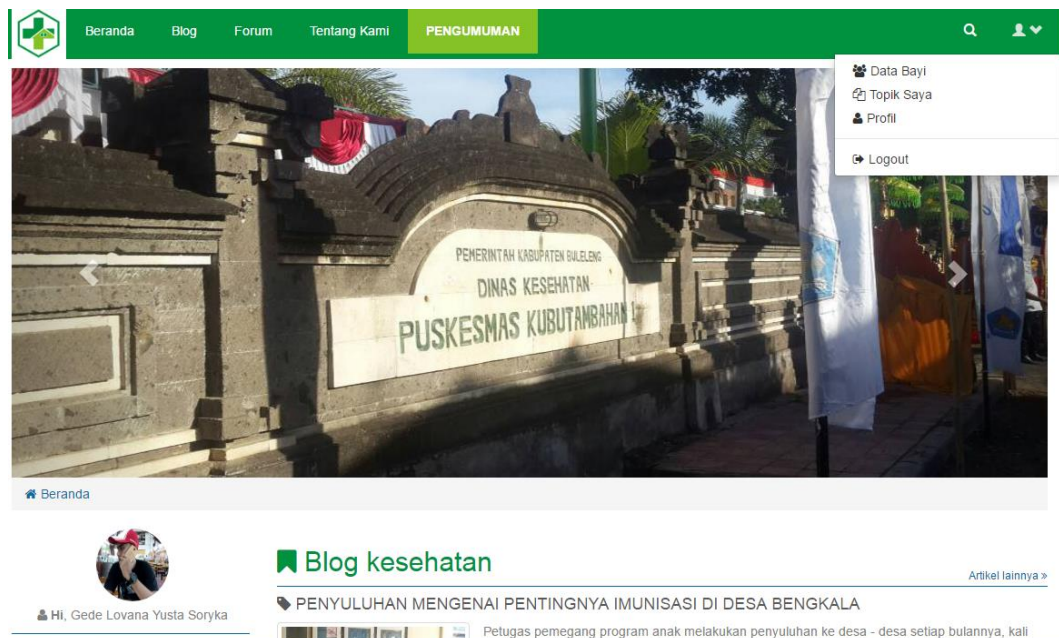 Beranda Blog Forum Tentang Kami PENGUMUMAN
Data Bayi
Topik Saya
Profil
Logout
PEMERINTAH KABUPATEN BULELENG
DINAS KESEHATAN
PUSKESMAS KUBUTAMBAHAN 1
Beranda
Hi, Gede Lovana Yusta Soryka
Blog kesehatan
Artikel lainnya »
PENYULUHAN MENGENAI PENTINGNYA IMUNISASI DI DESA BENGKALA
Petugas pemegang program anak melakukan penyuluhan ke desa - desa setiap bulannya, kali